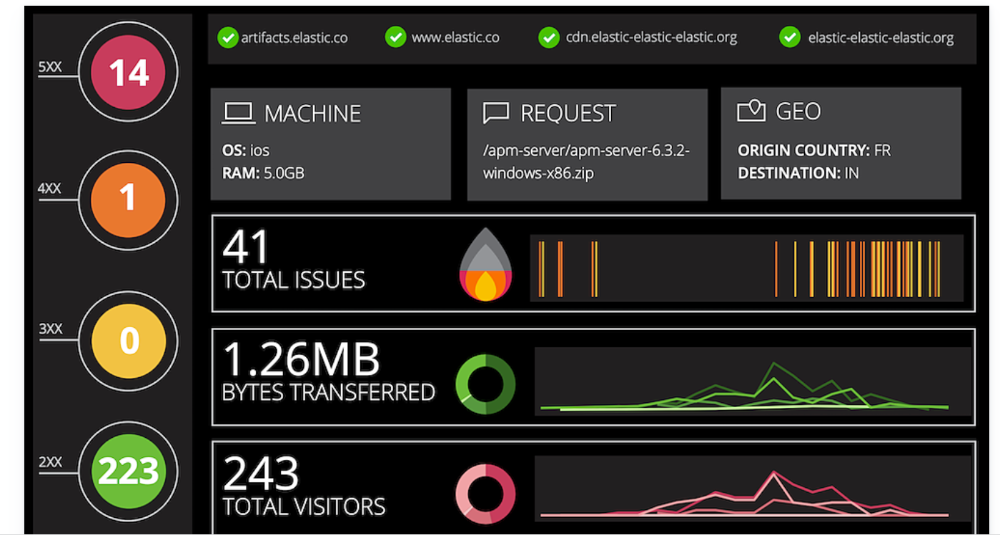 5XX
14
4XX
1
3XX
0
2XX
223
artifacts.elastic.co
www.elastic.co
cdn.elastic-elastic-elastic.org
elastic-elastic-elastic.org
MACHINE
OS: ios
RAM: 5.0GB
REQUEST
/apm-server/apm-server-6.3.2-
windows-x86.zip
GEO
ORIGIN COUNTRY: FR
DESTINATION: IN
41
TOTAL ISSUES
1.26MB
BYTES TRANSFERRED
243
TOTAL VISITORS